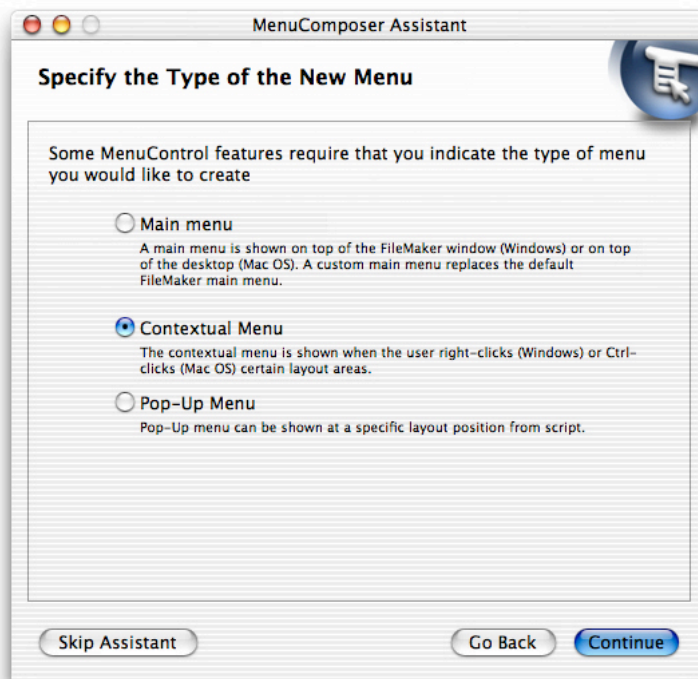 MenuComposer Assistant
Specify the Type of the New Menu
Some MenuControl features require that you indicate the type of menu
you would like to create
Main menu
A main menu is shown on top of the FileMaker window (Windows) or on top
of the desktop (Mac OS). A custom main menu replaces the default
FileMaker main menu.
Contextual Menu
The contextual menu is shown when the user right-clicks (Windows) or Ctrl-
clicks (Mac OS) certain layout areas.
Pop-Up Menu
Pop-Up menu can be shown at a specific layout position from script.
Skip Assistant
Go Back
Continue